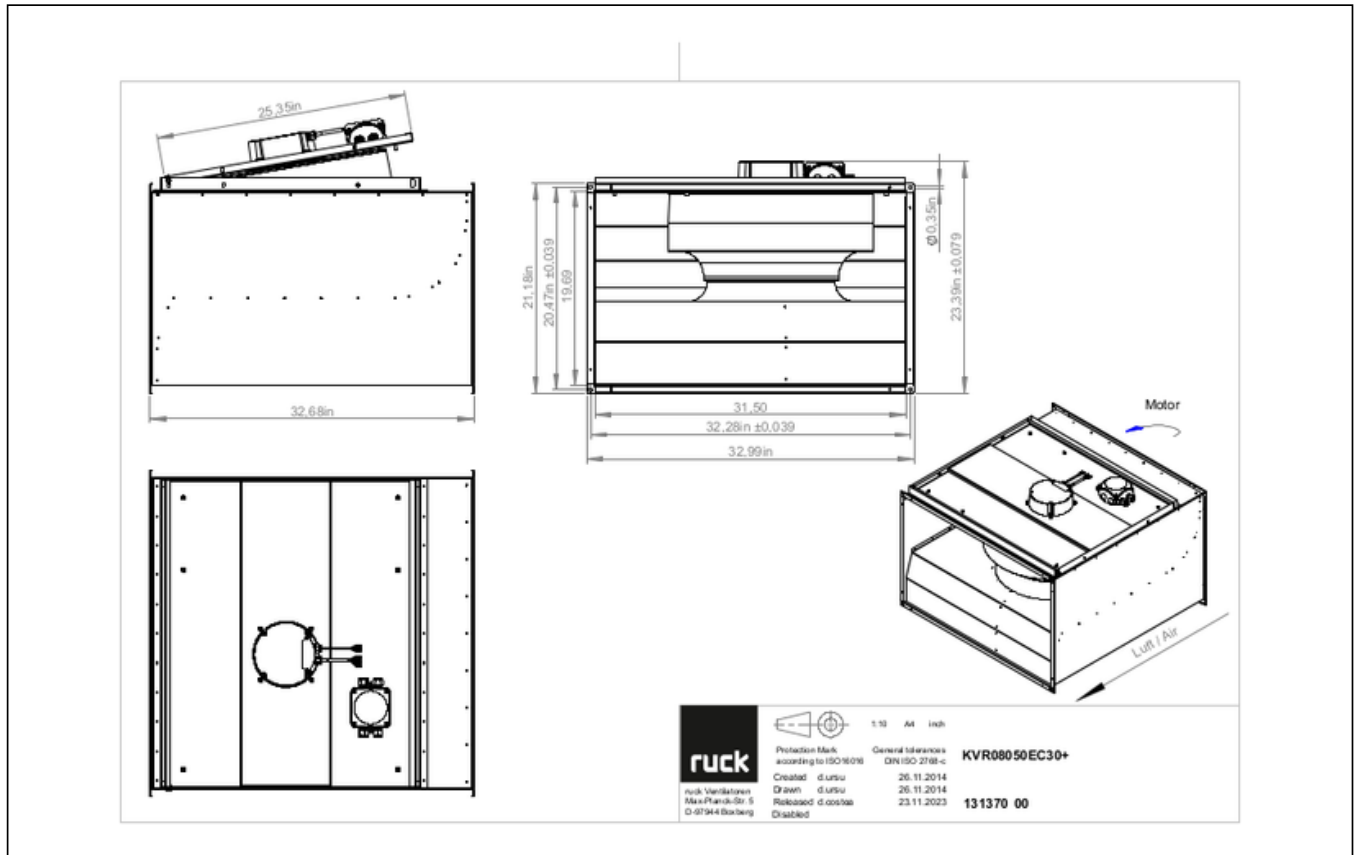 25,35in
32,68in
21,18in
20,47in ±0,039
19,69
Ø0,35in
23,39in ±0,079
31,50
32,28in ±0,039
32,99in
Motor
Luft / Air
ruck
ruck Ventilatoren
Max-Planck-Str. 5
D-97944 Boxberg
1:10 A4 inch
Protection Mark General tolerances
according to ISO16016 DIN ISO 2768-c
Created d.ursu 26.11.2014
Drawn d.ursu 26.11.2014
Released d.costea 23.11.2023
Disabled
KVR08050EC30+
131370 00